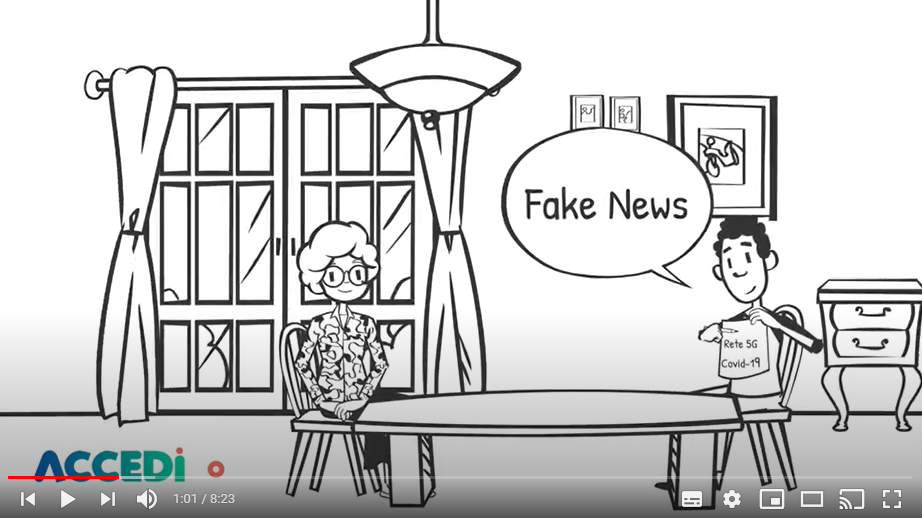 Fake News
Rete 5G
Covid-19
ACCEDi
1:01 / 8:23